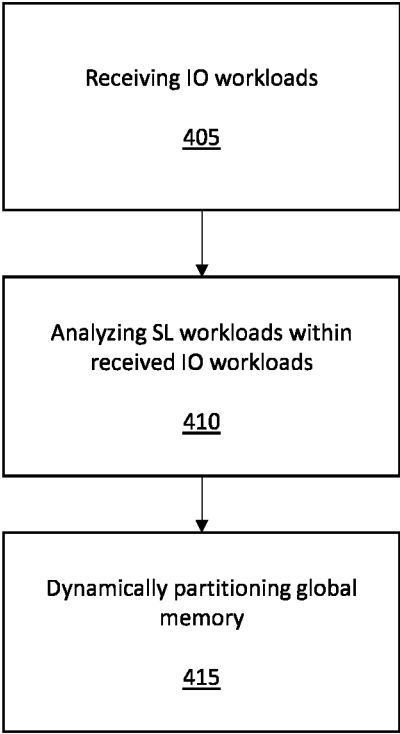 Receiving IO workloads
405
Analyzing SL workloads within
received IO workloads
410
Dynamically partitioning global
memory
415